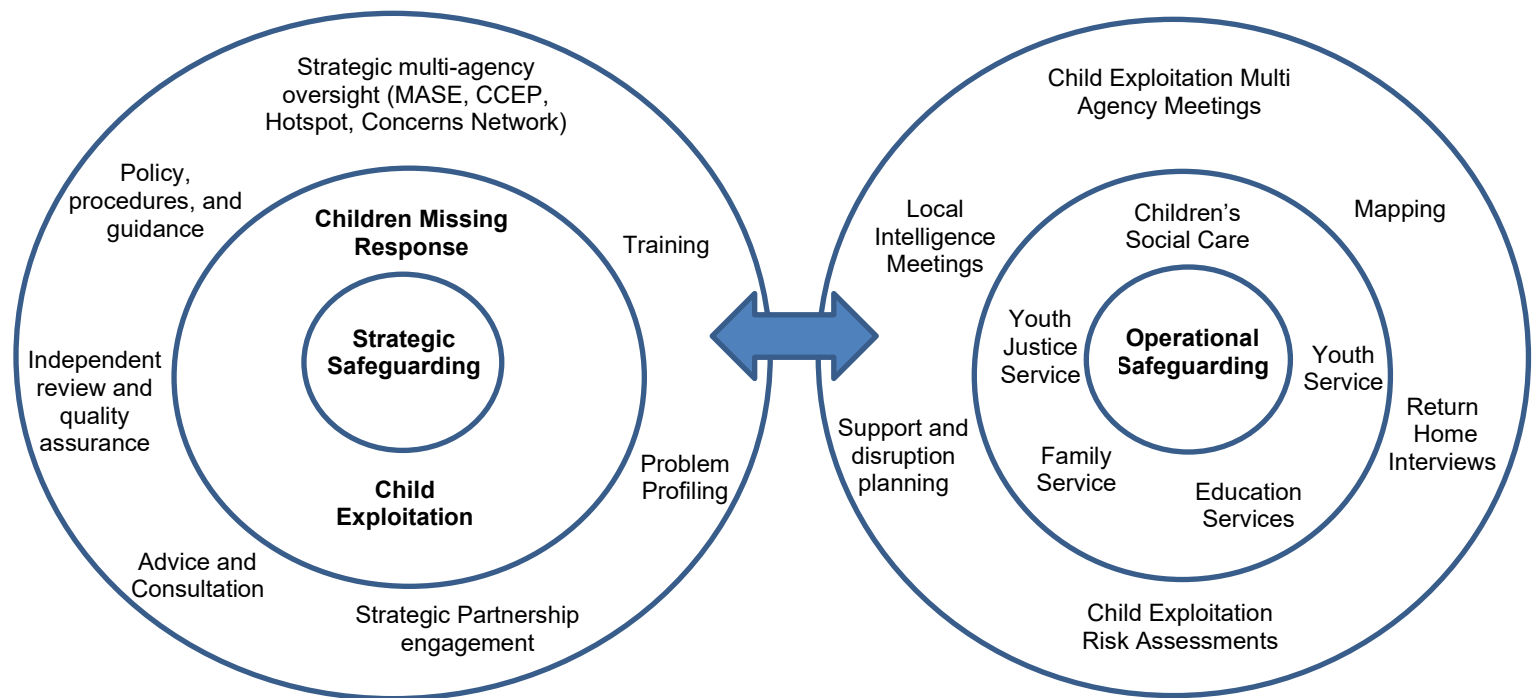 Strategic multi-agency
oversight (MASE, CCEP,
Hotspot, Concerns Network)
Policy,
procedures, and
guidance
Children Missing
Response
Training
Strategic
Safeguarding
Independent
review and
quality
assurance
Child
Exploitation
Problem
Profiling
Advice and
Consultation
Strategic Partnership
engagement
Child Exploitation Multi
Agency Meetings
Local
Intelligence
Meetings
Children’s
Social Care
Mapping
Youth
Justice
Service
Operational
Safeguarding
Youth
Service
Support and
disruption
planning
Family
Service
Education
Services
Return
Home
Interviews
Child Exploitation
Risk Assessments